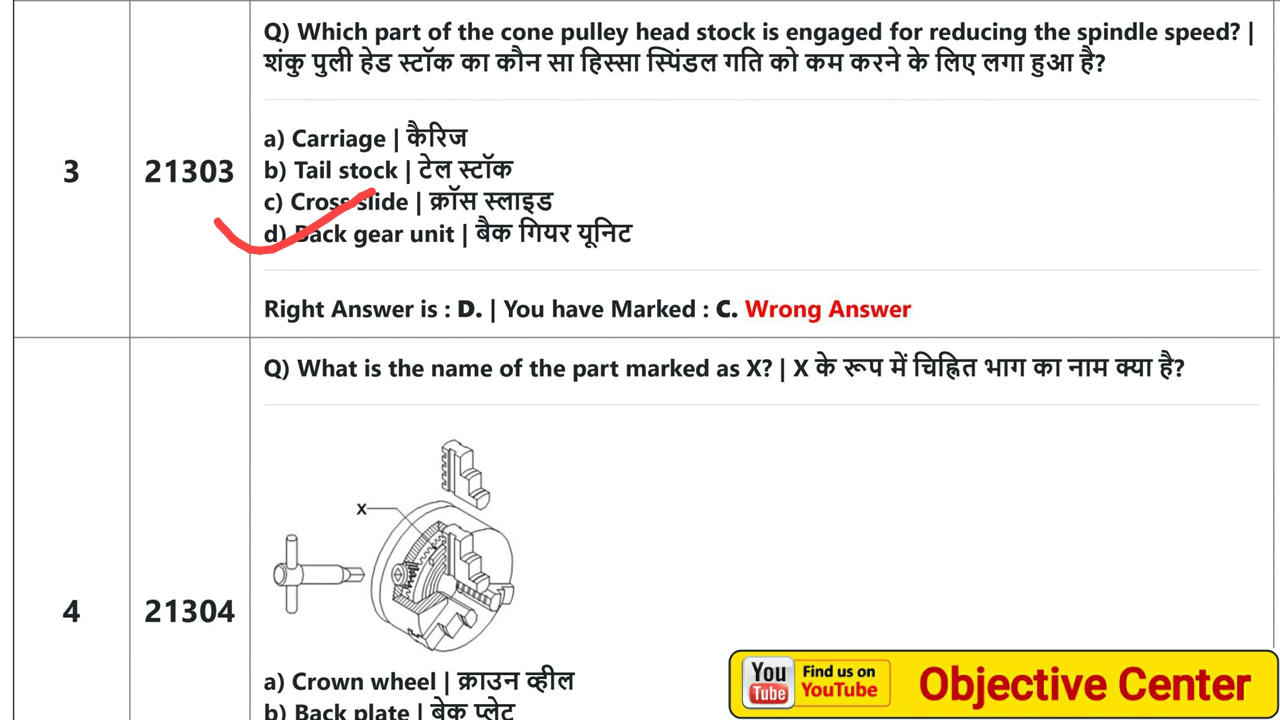 Q) Which part of the cone pulley head stock is engaged for reducing the spindle speed? |
शंकु पुली हेड स्टॉक का कौन सा हिस्सा स्पिंडल गति को कम करने के लिए लगा हुआ है?
3
21303
a) Carriage | कैरिज
b) Tail stock | टेल स्टॉक
c) Cross slide | क्रॉस स्लाइड
d) Back gear unit | बैक गियर यूनिट
Right Answer is : D. | You have Marked : C. Wrong Answer
Q) What is the name of the part marked as X? | X के रूप में चिह्नित भाग का नाम क्या है?
X
4
21304
a) Crown wheel | क्राउन व्हील
b) Back plate | बेक प्लेट
You
Tube
Find us on
YouTube
Objective Center